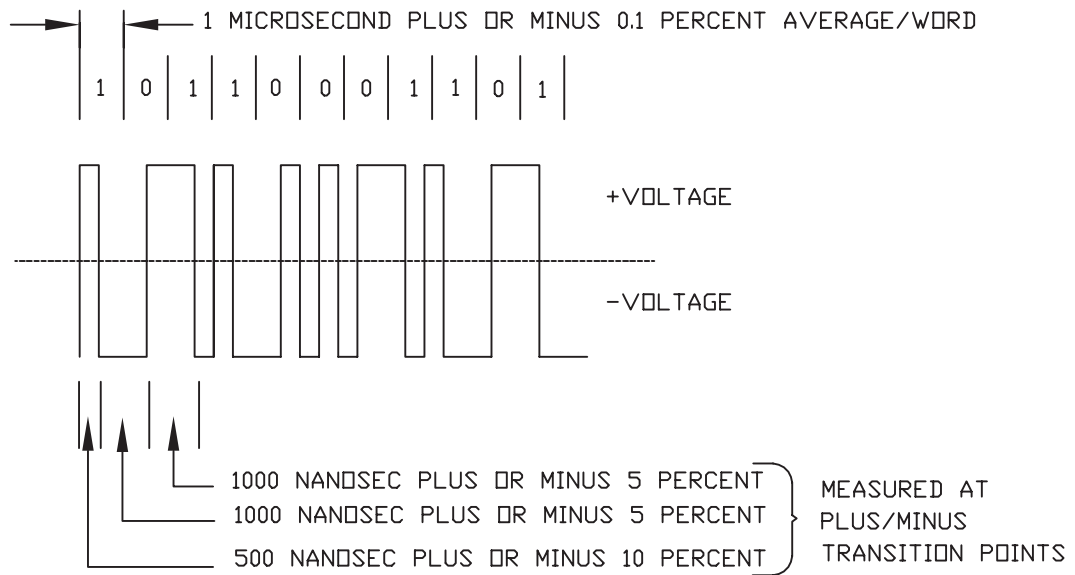 1 MICROSECOND PLUS OR MINUS 0.1 PERCENT AVERAGE/WORD
1 0 1 1 0 0 0 1 1 0 1
+VOLTAGE
-VOLTAGE
1000 NANOSEC PLUS OR MINUS 5 PERCENT
1000 NANOSEC PLUS OR MINUS 5 PERCENT
500 NANOSEC PLUS OR MINUS 10 PERCENT
MEASURED AT
PLUS/MINUS
TRANSITION POINTS